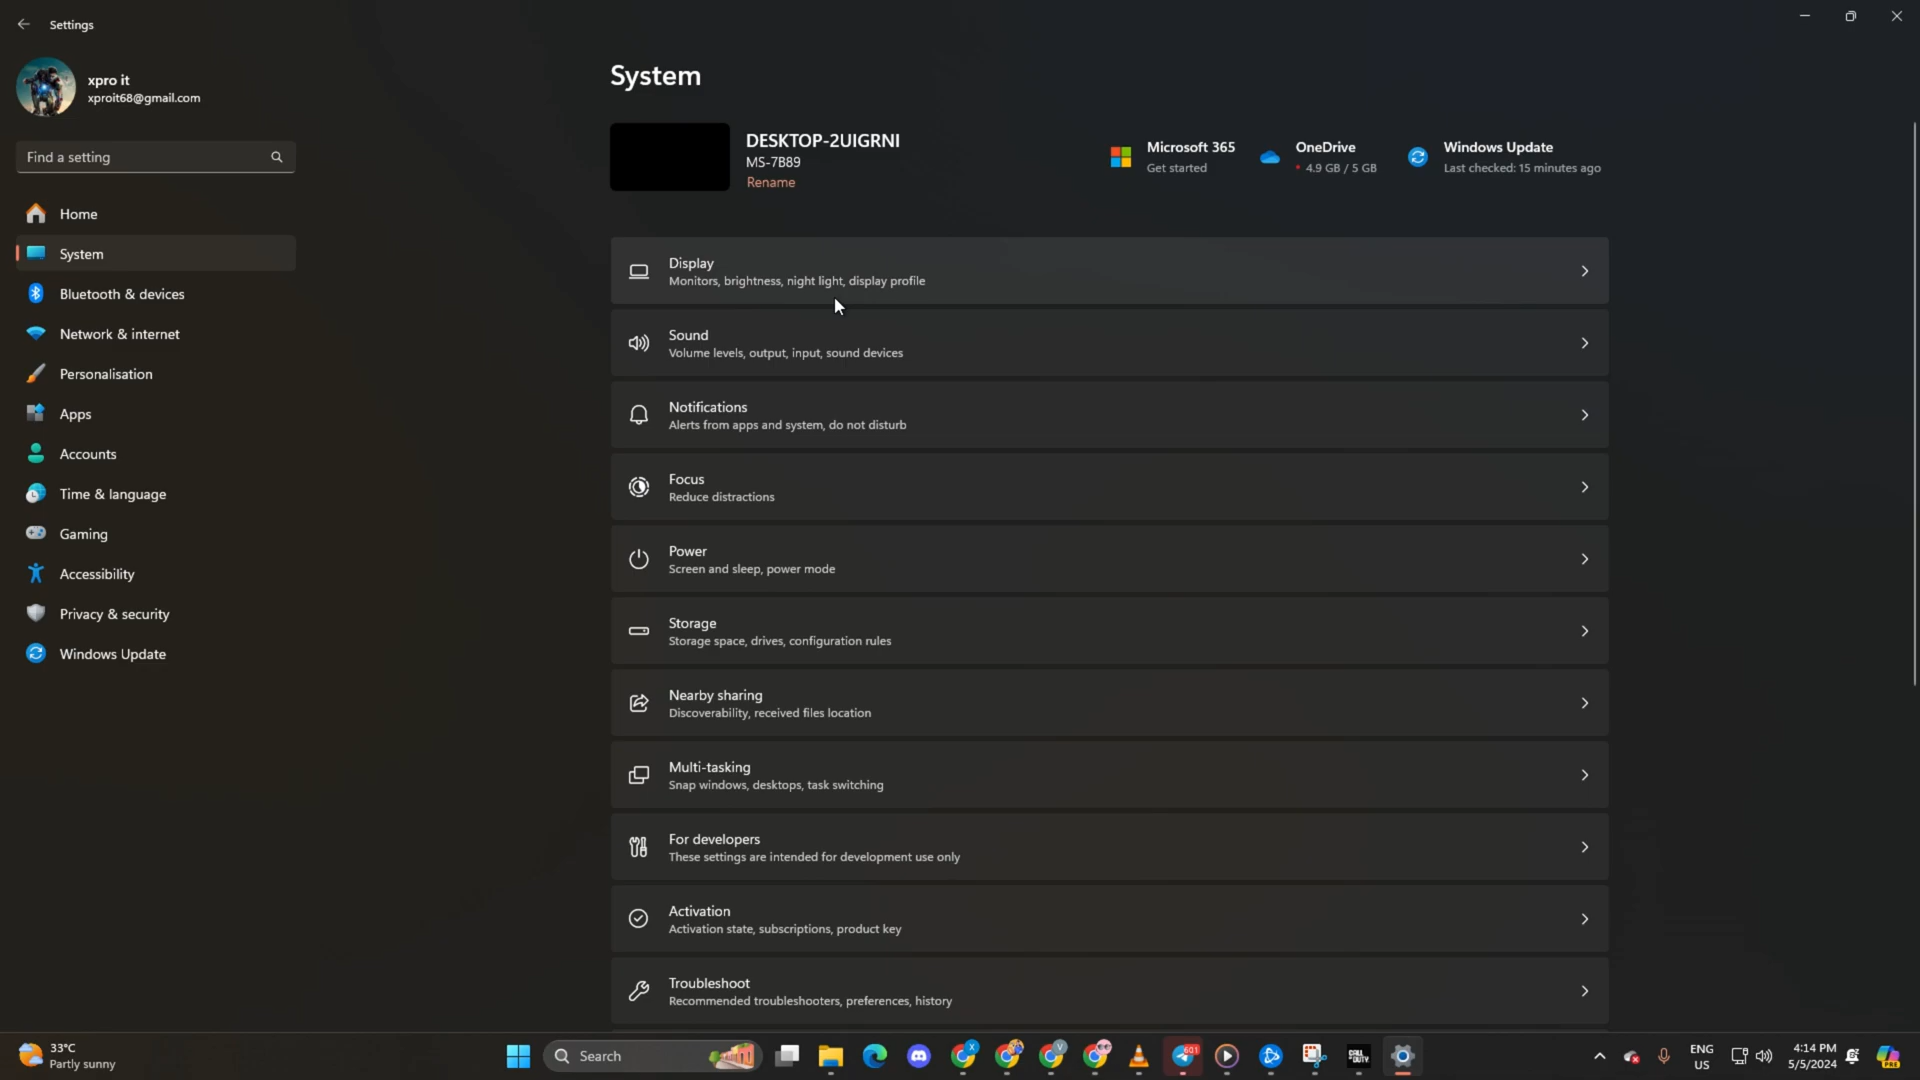 Settings
xpro it
xproit68@gmail.com
Find a setting
Home
System
Bluetooth & devices
Network & internet
Personalisation
Apps
Accounts
Time & language
Gaming
Accessibility
Privacy & security
Windows Update
System
DESKTOP-2UIGRNI
MS-7B89
Rename
Microsoft 365
Get started
OneDrive
4.9 GB / 5 GB
Windows Update
Last checked: 15 minutes ago
Display
Monitors, brightness, night light, display profile
Sound
Volume levels, output, input, sound devices
Notifications
Alerts from apps and system, do not disturb
Focus
Reduce distractions
Power
Screen and sleep, power mode
Storage
Storage space, drives, configuration rules
Nearby sharing
Discoverability, received files location
Multi-tasking
Snap windows, desktops, task switching
For developers
These settings are intended for development use only
Activation
Activation state, subscriptions, product key
Troubleshoot
Recommended troubleshooters, preferences, history
33°C
Partly sunny
Search
X
V
601
CALL
DUTY
ENG
US
4:14 PM
5/5/2024
PRE